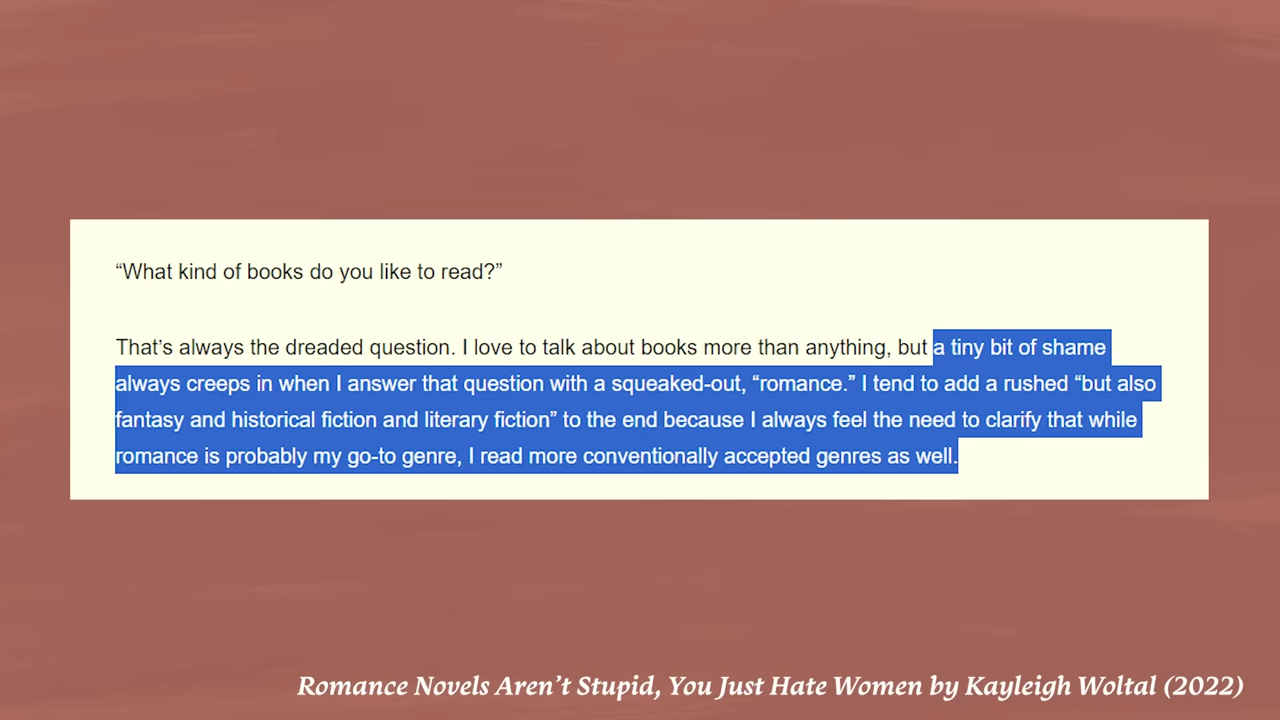 “What kind of books do you like to read?”
That’s always the dreaded question. I love to talk about books more than anything, but a tiny bit of shame
always creeps in when I answer that question with a squeaked-out, “romance.” I tend to add a rushed “but also
fantasy and historical fiction and literary fiction” to the end because I always feel the need to clarify that while
romance is probably my go-to genre, I read more conventionally accepted genres as well.
Romance Novels Aren’t Stupid, You Just Hate Women by Kayleigh Woltal (2022)